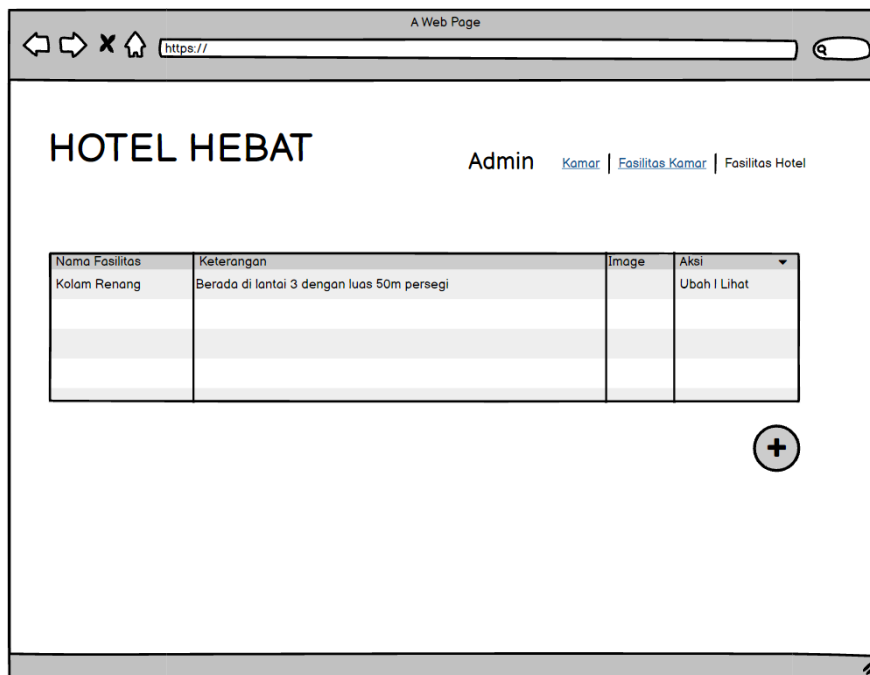 A Web Page
https://
HOTEL HEBAT
Admin Kamar | Fasilitas Kamar | Fasilitas Hotel
Nama Fasilitas Keterangan Image Aksi
Kolam Renang Berada di lantai 3 dengan luas 50m persegi Ubah | Lihat